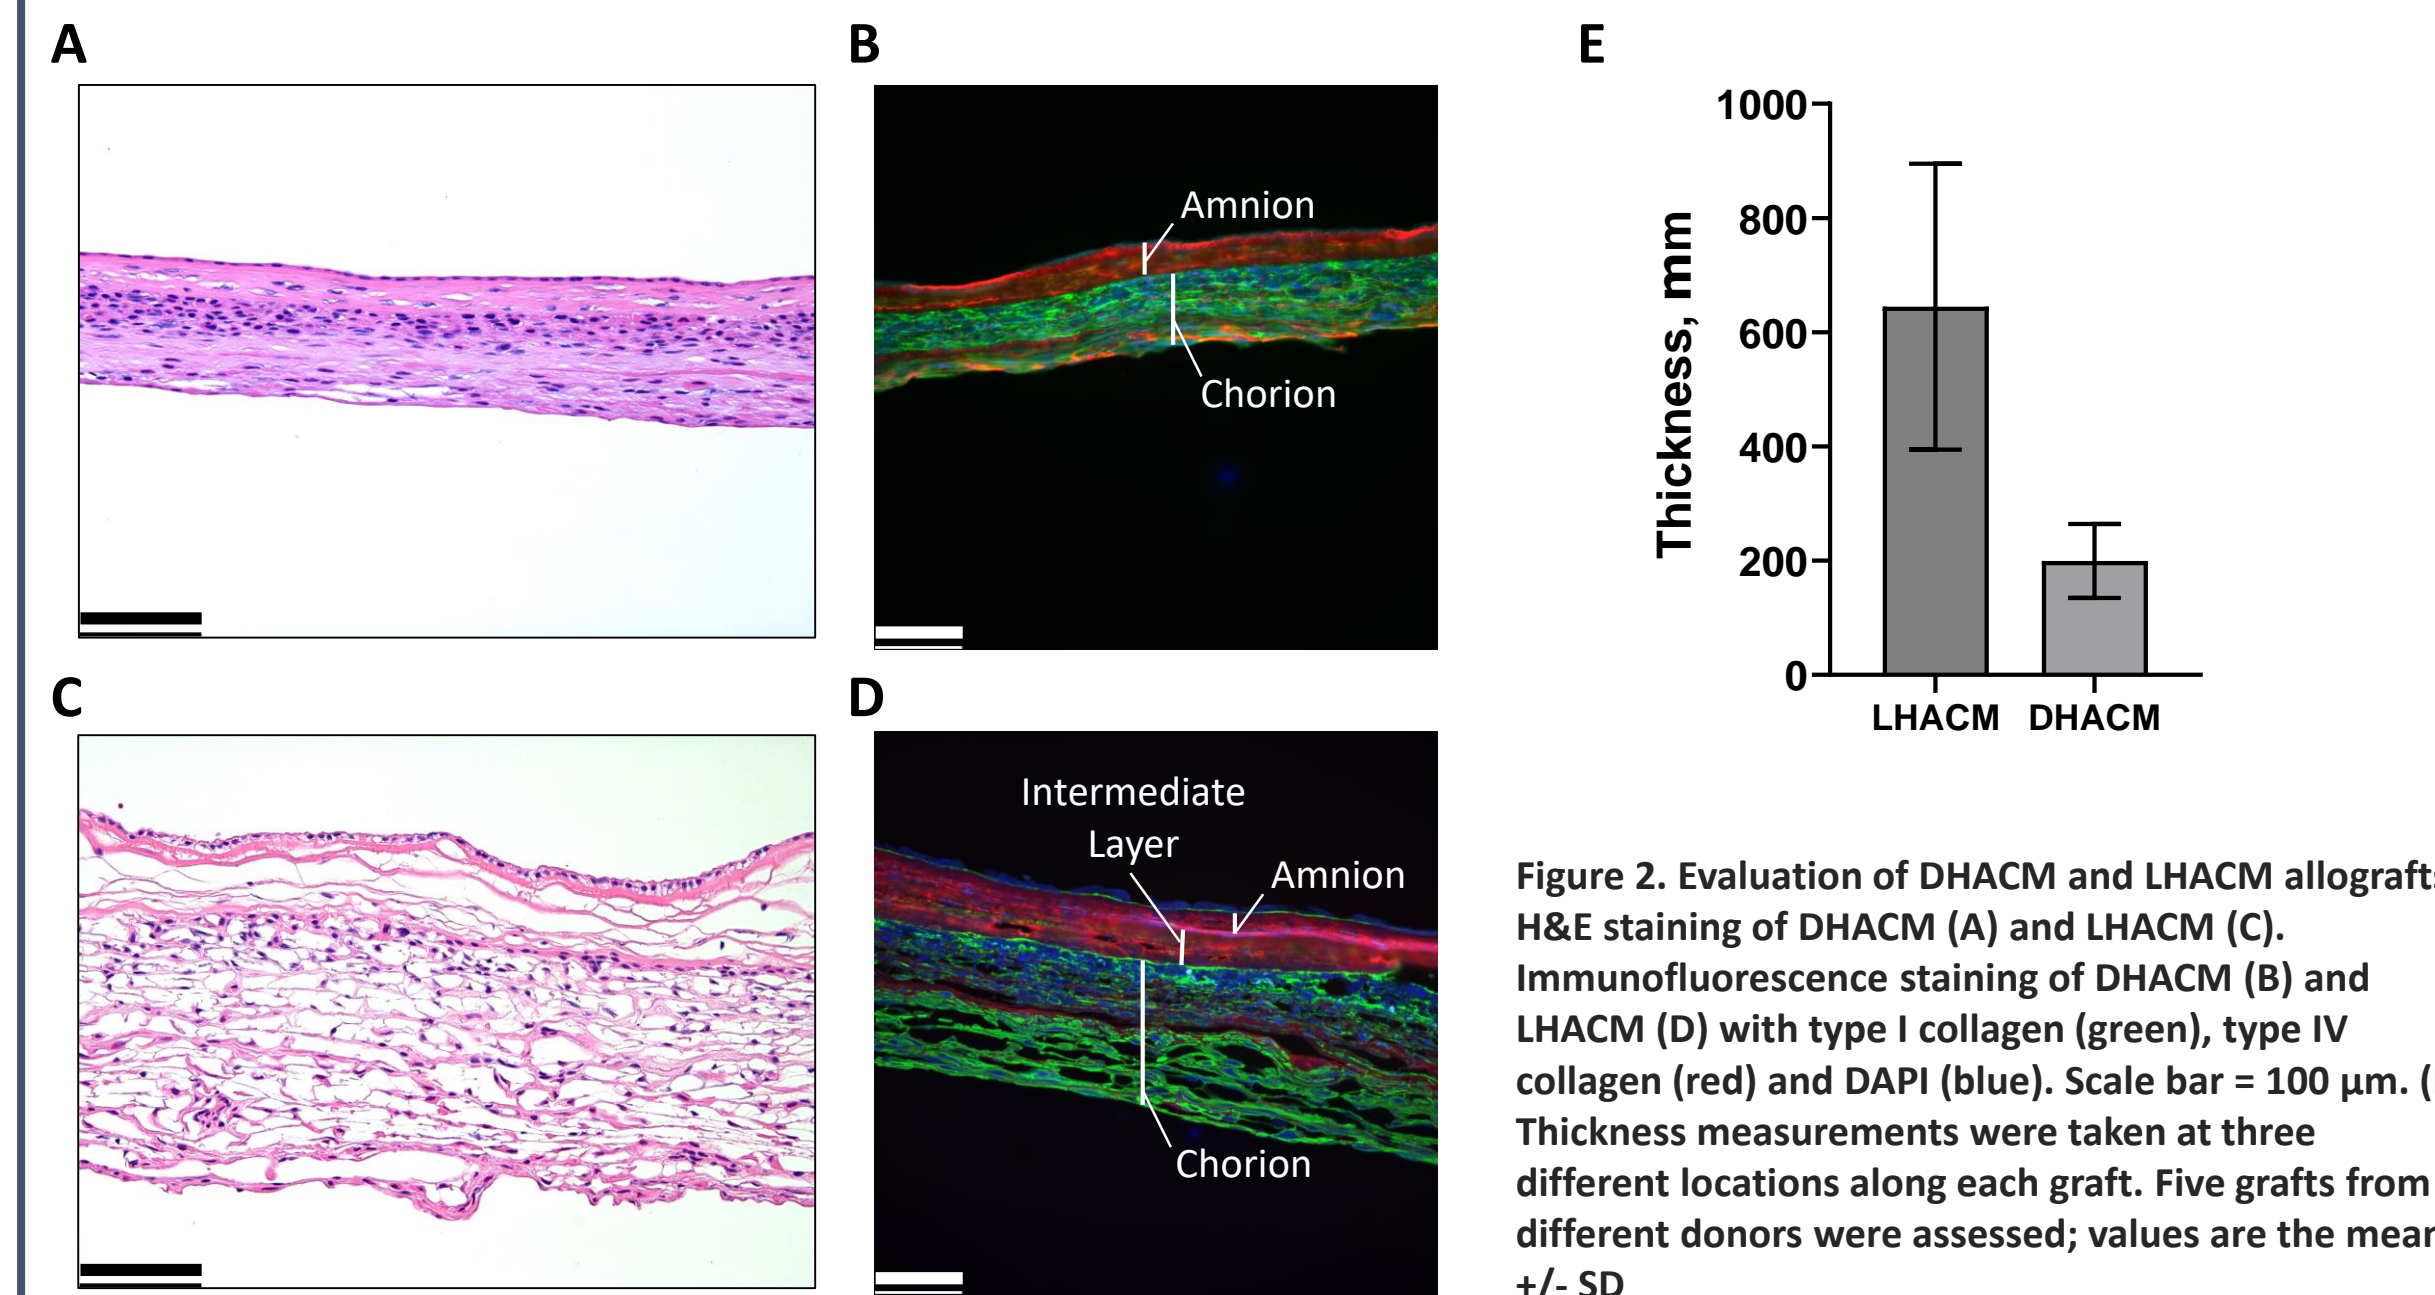 A
B
Amnion
Chorion
C
D
Intermediate
Layer
Amnion
Chorion
E
Thickness, mm
1000
800
600
400
200
0
LHACM DHACM
Figure 2. Evaluation of DHACM and LHACM
H&E staining of DHACM (A) and LHACM (C).
Immunofluorescence staining of DHACM (B) and
LHACM (D) with type I collagen (green), type IV
collagen (red) and DAPI (blue). Scale bar = 100 µm. (
Thickness measurements were taken at three
different locations along each graft. Five grafts from
different donors were assessed; values are the mean
+/- SD